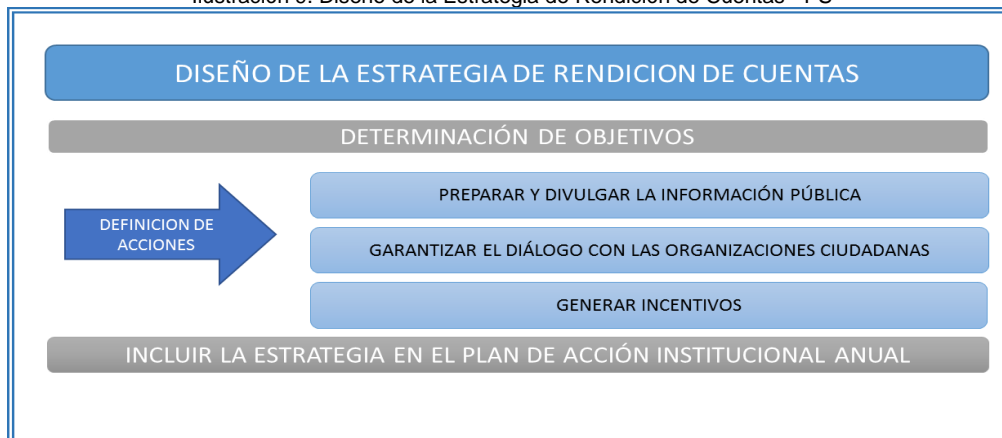 DISEÑO DE LA ESTRATEGIA DE RENDICION DE CUENTAS
DETERMINACIÓN DE OBJETIVOS
DEFINICION DE
ACCIONES
PREPARAR Y DIVULGAR LA INFORMACIÓN PÚBLICA
GARANTIZAR EL DIÁLOGO CON LAS ORGANIZACIONES CIUDADANAS
GENERAR INCENTIVOS
INCLUIR LA ESTRATEGIA EN EL PLAN DE ACCIÓN INSTITUCIONAL ANUAL